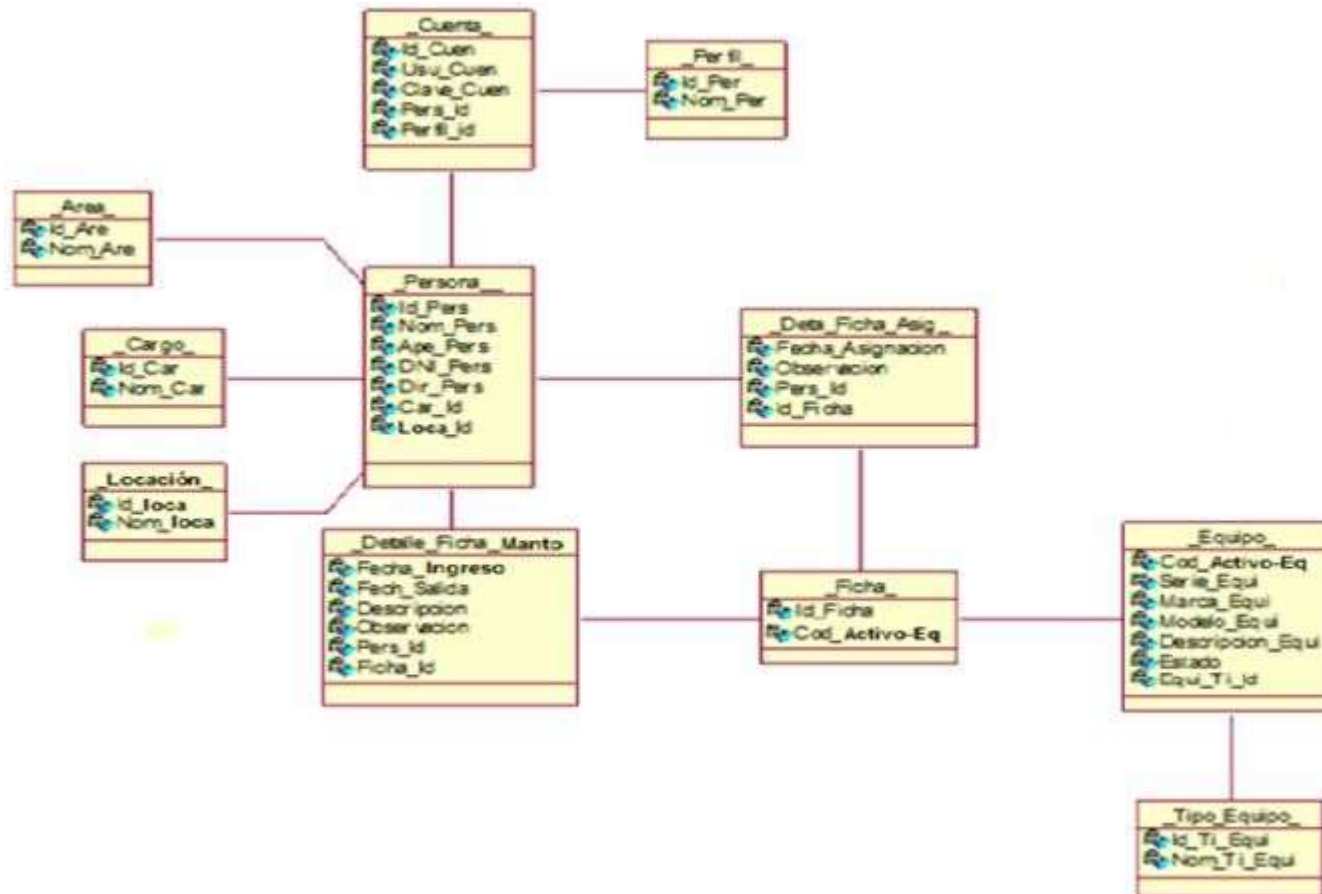 _Cuenta_
Id_Cuen
Usu_Cuen
Clave_Cuen
Pers_Id
Perfil_id
_Perfil_
Id_Per
Nom_Per
_Area_
Id_Are
Nom_Are
_Persona__
Id_Pers
Nom_Pers
Ape_Pers
DNI_Pers
Dir_Pers
Car_Id
Loca_Id
_Cargo_
Id_Car
Nom_Car
_Deta_Ficha_Asig_
Fecha_Asignacion
Observacion
Pers_Id
Id_Ficha
_Locación_
Id_loca
Nom_loca
_Detalle_Ficha_Manto
Fecha_Ingreso
Fech_Salida
Descripcion
Observacion
Pers_Id
Ficha_Id
_Ficha_
Id_Ficha
Cod_Activo-Eq
_Equipo_
Cod_Activo-Eq
Serie_Equi
Marca_Equi
Modelo_Equi
Descripcion_Equi
Estado
Equi_Ti_Id
_Tipo_Equipo_
Id_Ti_Equi
Nom_Ti_Equi